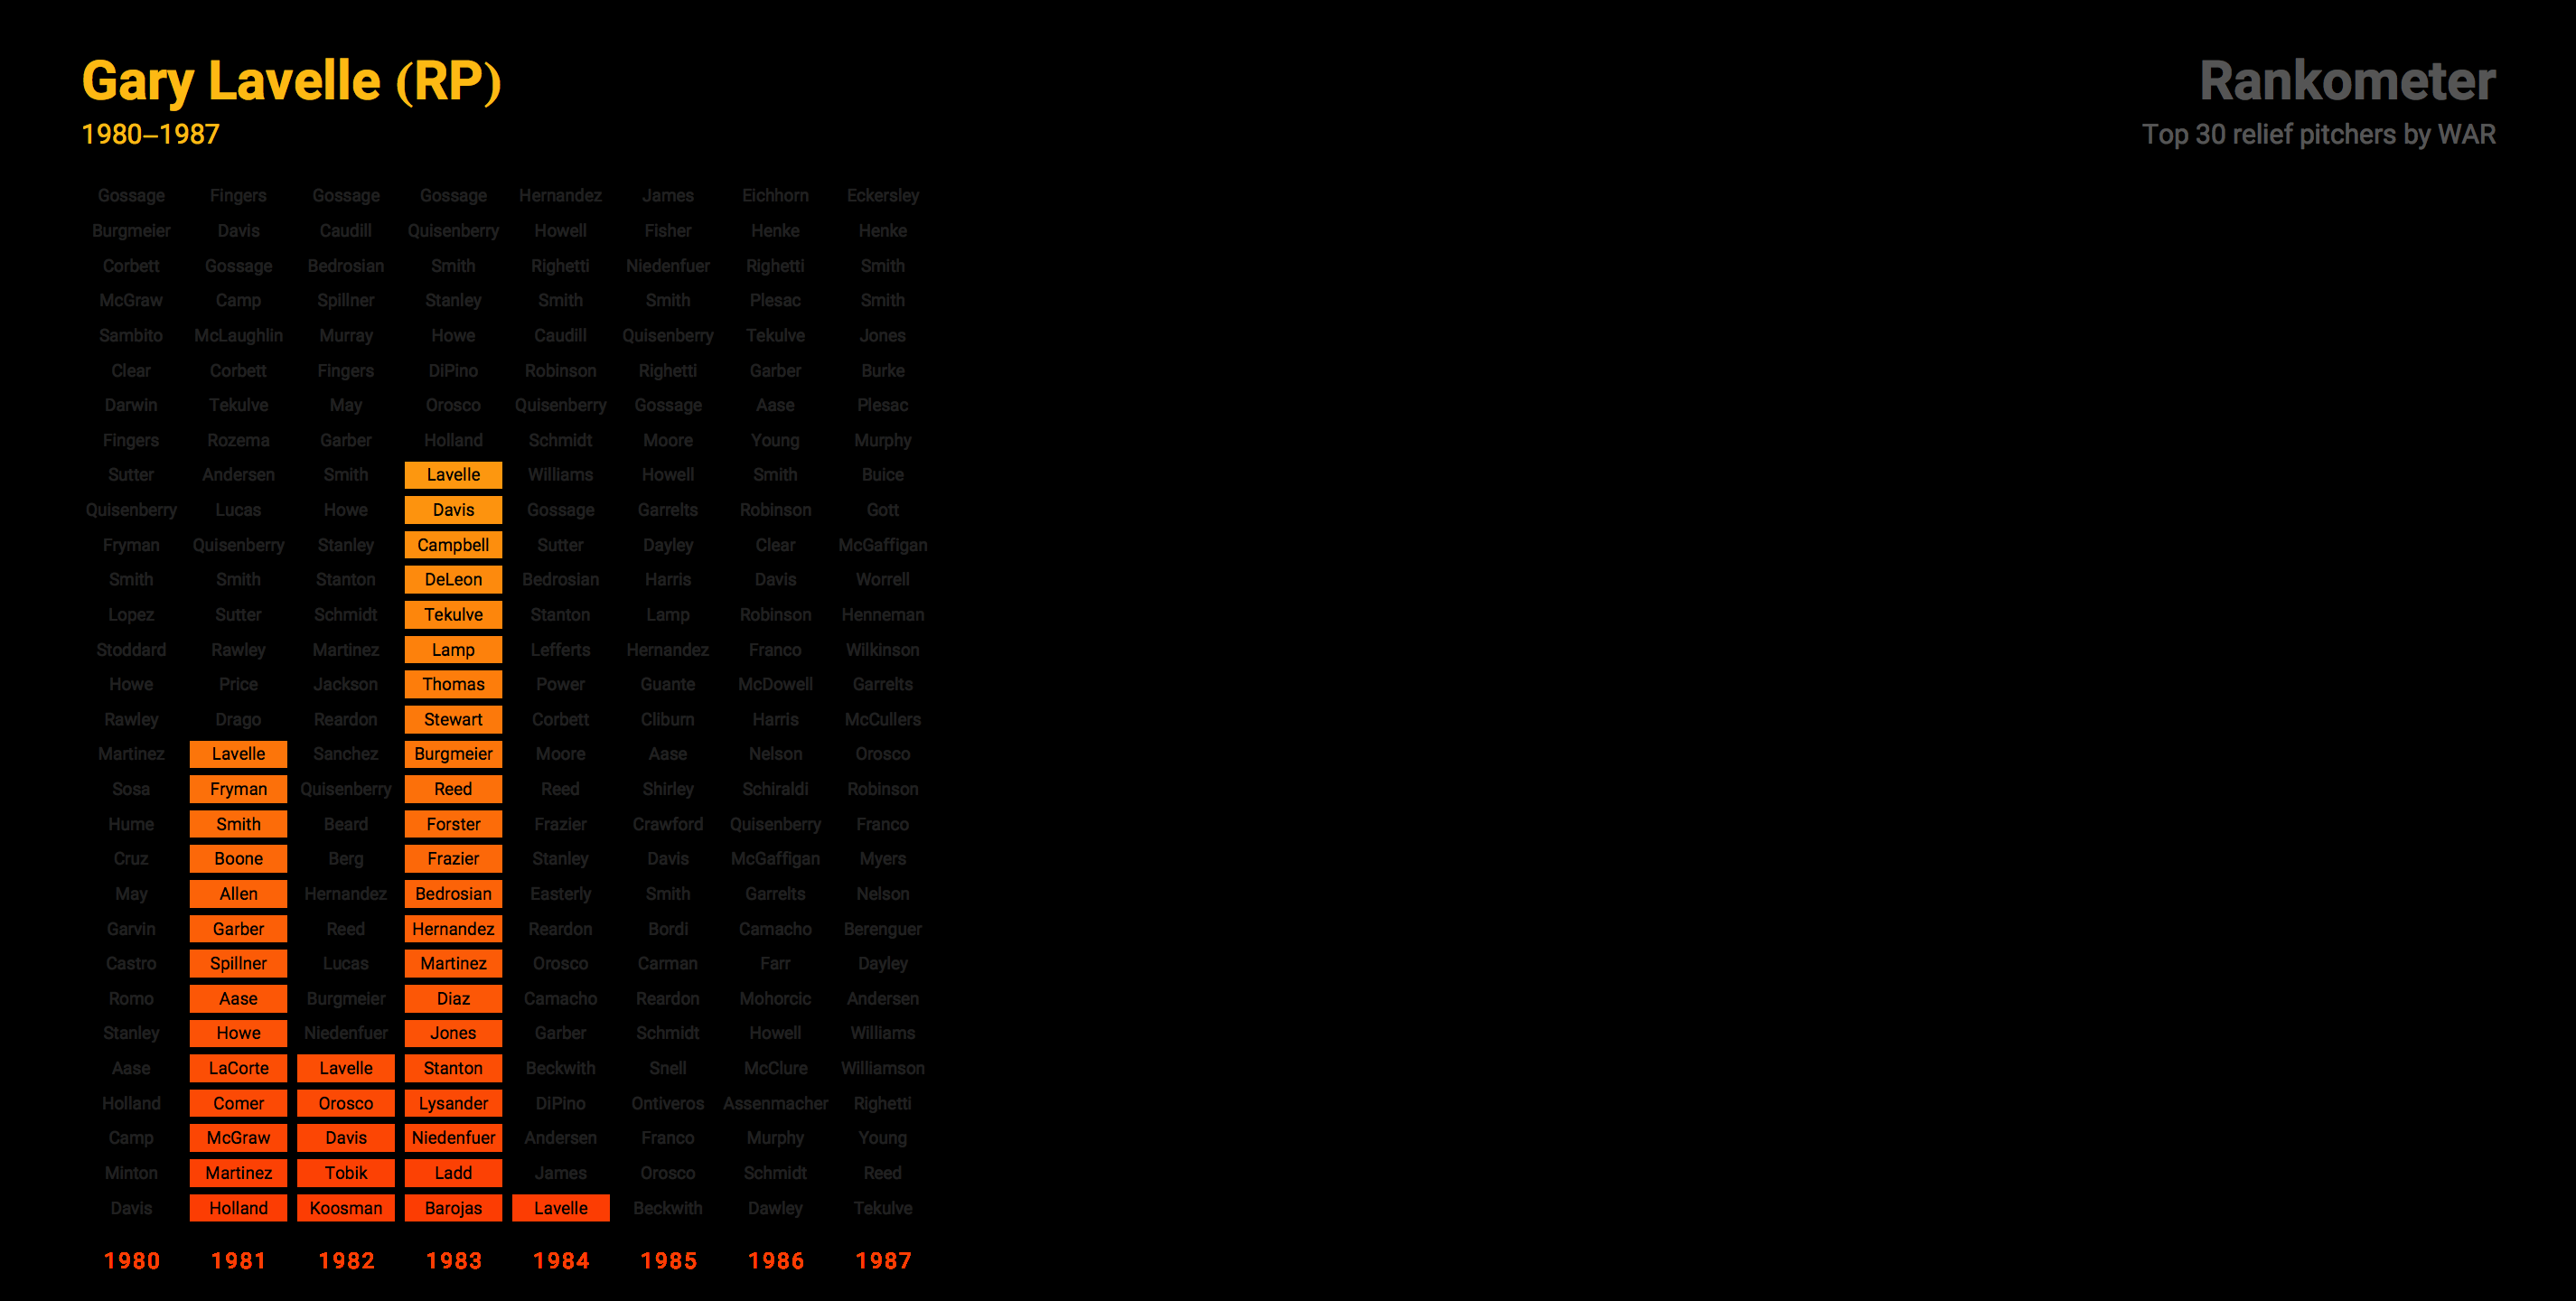 Gary Lavelle (RP) Rankometer
1980–1987 Top 30 relief pitchers by WAR
Gossage Fingers Gossage Gossage Hernandez James Eichhorn Eckersley
Burgmeier Davis Caudill Quisenberry Howell Fisher Henke Henke
Corbett Gossage Bedrosian Smith Righetti Niedenfuer Righetti Smith
McGraw Camp Spillner Stanley Smith Smith Plesac Smith
Sambito McLaughlin Murray Howe Caudill Quisenberry Tekulve Jones
Clear Corbett Fingers DiPino Robinson Righetti Garber Burke
Darwin Tekulve May Orosco Quisenberry Gossage Aase Plesac
Fingers Rozema Garber Holland Schmidt Moore Young Murphy
Sutter Andersen Smith Lavelle Williams Howell Smith Buice
Quisenberry Lucas Howe Davis Gossage Garrelts Robinson Gott
Fryman Quisenberry Stanley Campbell Sutter Dayley Clear McGaffigan
Smith Smith Stanton DeLeon Bedrosian Harris Davis Worrell
Lopez Sutter Schmidt Tekulve Stanton Lamp Robinson Henneman
Stoddard Rawley Martinez Lamp Lefferts Hernandez Franco Wilkinson
Howe Price Jackson Thomas Power Guante McDowell Garrelts
Rawley Drago Reardon Stewart Corbett Cliburn Harris McCullers
Martinez Lavelle Sanchez Burgmeier Moore Aase Nelson Orosco
Sosa Fryman Quisenberry Reed Reed Shirley Schiraldi Robinson
Hume Smith Beard Forster Frazier Crawford Quisenberry Franco
Cruz Boone Berg Frazier Stanley Davis McGaffigan Myers
May Allen Hernandez Bedrosian Easterly Smith Garrelts Nelson
Garvin Garber Reed Hernandez Reardon Bordi Camacho Berenguer
Castro Spillner Lucas Martinez Orosco Carman Farr Dayley
Romo Aase Burgmeier Diaz Camacho Reardon Mohorcic Andersen
Stanley Howe Niedenfuer Jones Garber Schmidt Howell Williams
Aase LaCorte Lavelle Stanton Beckwith Snell McClure Williamson
Holland Comer Orosco Lysander DiPino Ontiveros Assenmacher Righetti
Camp McGraw Davis Niedenfuer Andersen Franco Murphy Young
Minton Martinez Tobik Ladd James Orosco Schmidt Reed
Davis Holland Koosman Barojas Lavelle Beckwith Dawley Tekulve
1980 1981 1982 1983 1984 1985 1986 1987